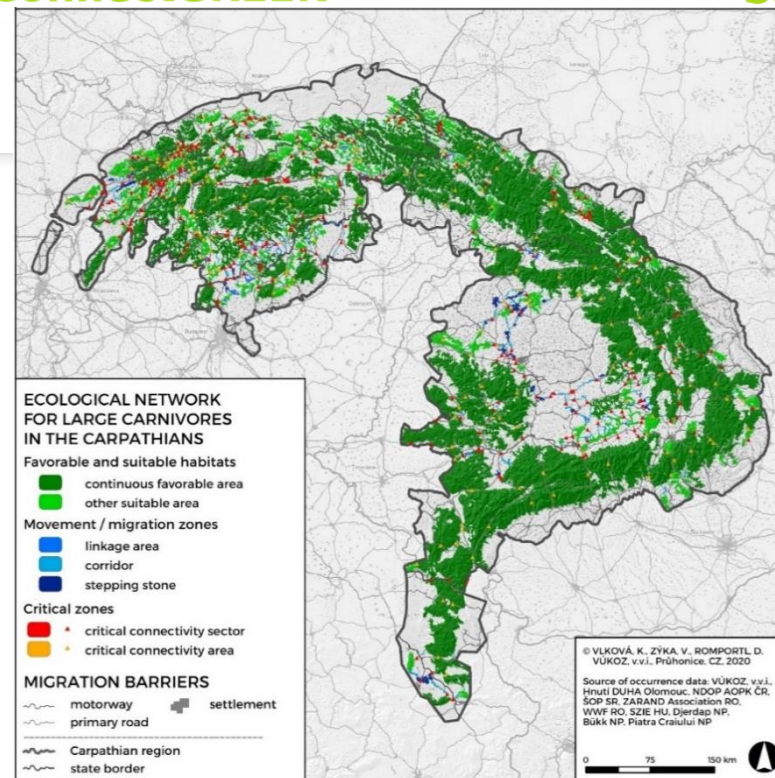 ECOLOGICAL NETWORK
FOR LARGE CARNIVORES
IN THE CARPATHIANS
Favorable and suitable habitats
continuous favorable area
other suitable area
Movement / migration zones
linkage area
corridor
stepping stone
Critical zones
critical connectivity sector
critical connectivity area
MIGRATION BARRIERS
motorway
settlement
primary road
Carpathian region
state border
© VLKOVÁ, K., ZÝKA, V., ROMPORTL, D.
VÚKOZ, v.v.i., Průhonice, CZ, 2020
Source of occurrence data: VÚKOZ, v.v.i.,
Hnutí DUHA Olomouc, NDOP AOPK ČR,
ŠOP SR, ZARAND Association RO,
WWF RO, SZIE HU, Djerdap NP,
Bükk NP, Piatra Craiului NP
0 75 150 km